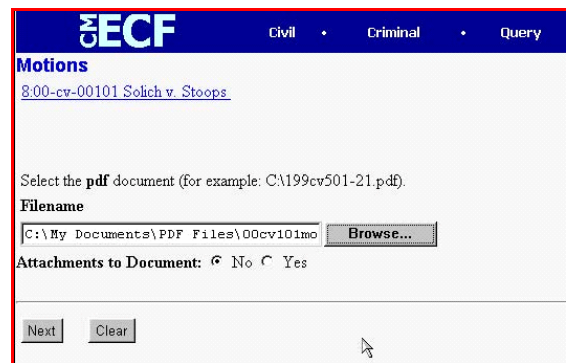 CM ECF Civil • Criminal • Query
Motions
8:00-cv-00101 Solich v. Stoops
Select the pdf document (for example: C:\199cv501-21.pdf).
Filename
C:\My Documents\PDF Files\00cv101mo Browse...
Attachments to Document: No Yes
Next Clear